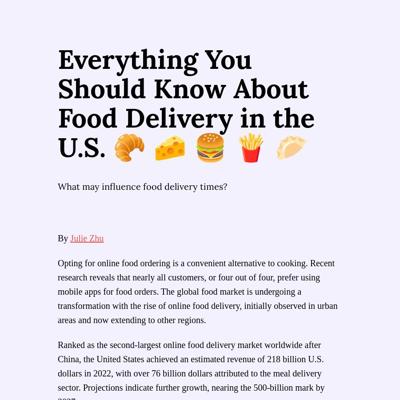 Everything You
Should Know About
Food Delivery in the
U.S. 🥐 🧀 🍔 🍟 🥟
What may influence food delivery times?
By Julie Zhu
Opting for online food ordering is a convenient alternative to cooking. Recent
research reveals that nearly all customers, or four out of four, prefer using
mobile apps for food orders. The global food market is undergoing a
transformation with the rise of online food delivery, initially observed in urban
areas and now extending to other regions.
Ranked as the second-largest online food delivery market worldwide after
China, the United States achieved an estimated revenue of 218 billion U.S.
dollars in 2022, with over 76 billion dollars attributed to the meal delivery
sector. Projections indicate further growth, nearing the 500-billion mark by